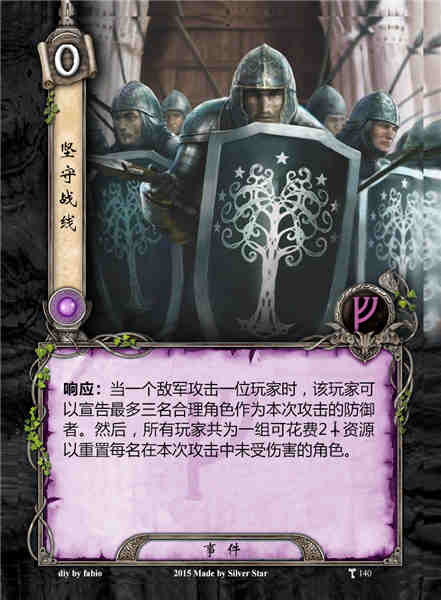 0
坚守战线
响应：当一个敌军攻击一位玩家时，该玩家可
以宣告最多三名合理角色作为本次攻击的防御
者。然后，所有玩家共为一组可花费2 资源
以重置每名在本次攻击中未受伤害的角色。
事件
diy by fabio 2015 Made by Silver Star 140